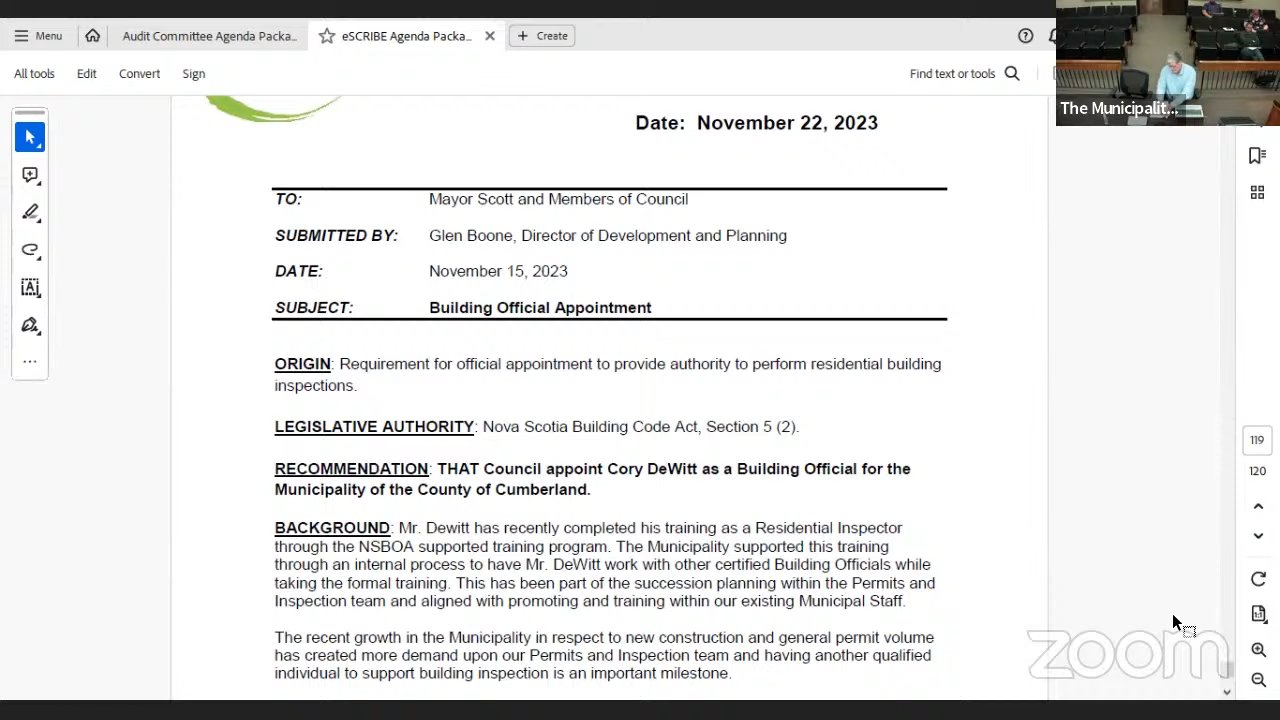 Menu
Audit Committee Agenda Packa...
eSCRIBE Agenda Packa...
Create
All tools
Edit
Convert
Sign
Find text or tools
The Municipalit...
Date: November 22, 2023
TO: Mayor Scott and Members of Council
SUBMITTED BY: Glen Boone, Director of Development and Planning
DATE: November 15, 2023
SUBJECT: Building Official Appointment
ORIGIN: Requirement for official appointment to provide authority to perform residential building
inspections.
LEGISLATIVE AUTHORITY: Nova Scotia Building Code Act, Section 5 (2).
RECOMMENDATION: THAT Council appoint Cory DeWitt as a Building Official for the
Municipality of the County of Cumberland.
BACKGROUND: Mr. Dewitt has recently completed his training as a Residential Inspector
through the NSBOA supported training program. The Municipality supported this training
through an internal process to have Mr. DeWitt work with other certified Building Officials while
taking the formal training. This has been part of the succession planning within the Permits and
Inspection team and aligned with promoting and training within our existing Municipal Staff.
The recent growth in the Municipality in respect to new construction and general permit volume
has created more demand upon our Permits and Inspection team and having another qualified
individual to support building inspection is an important milestone.
119
120
zoom